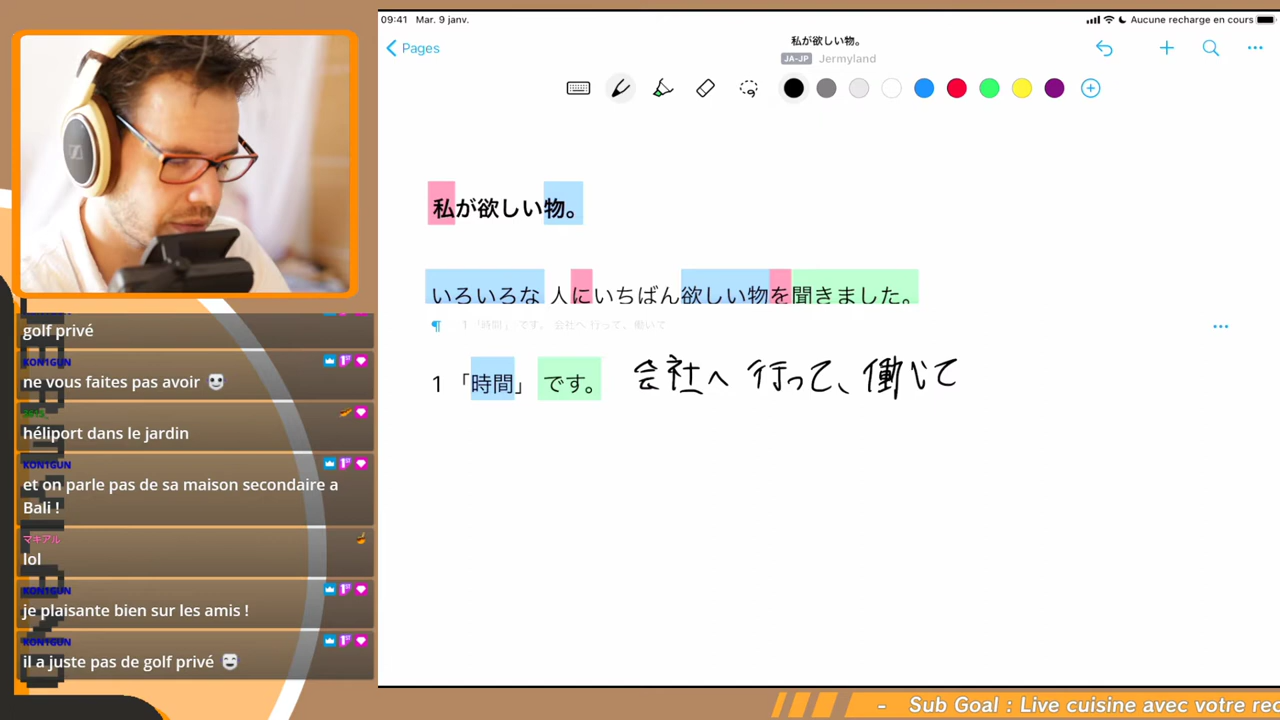 09:41 Mar. 9 janv.
Aucune recharge en cours
Pages
私が欲しい物。
JA-JP Jermyland
私が欲しい物。
いろいろな 人にいちばん欲しい物を聞きました。
1「時間」 です。 会社へ 行って、働いて
1 「時間」 です。 会社へ 行って、働いて
golf privé
KON1GUN
ne vous faites pas avoir
héliport dans le jardin
KON1GUN
et on parle pas de sa maison secondaire a
Bali !
マキアル
lol
KON1GUN
je plaisante bien sur les amis !
KON1GUN
il a juste pas de golf privé
- Sub Goal : Live cuisine avec votre rec